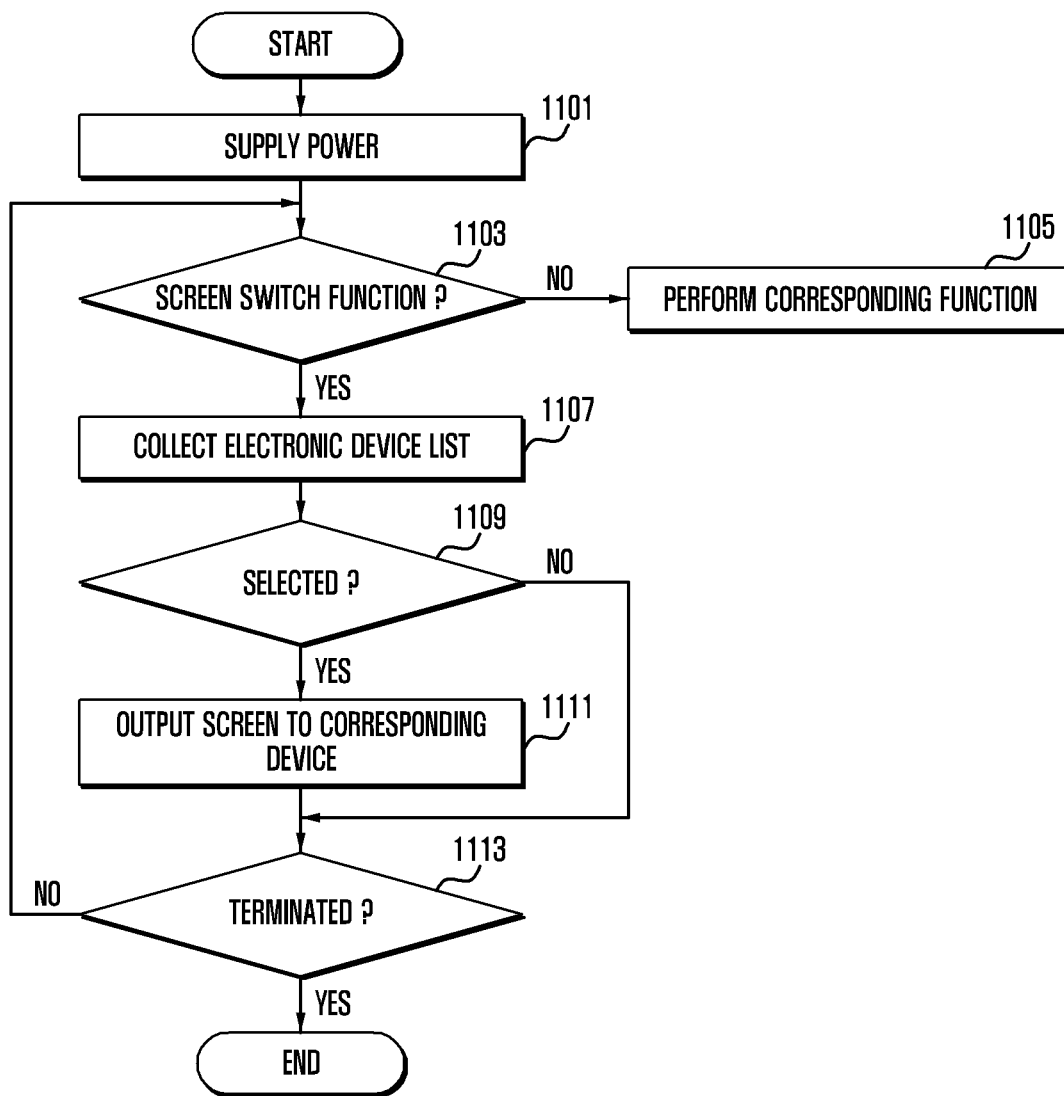 START
1101
SUPPLY POWER
1103
SCREEN SWITCH FUNCTION ?
NO
1105
PERFORM CORRESPONDING FUNCTION
YES
1107
COLLECT ELECTRONIC DEVICE LIST
1109
SELECTED ?
NO
YES
1111
OUTPUT SCREEN TO CORRESPONDING
DEVICE
1113
NO
TERMINATED ?
YES
END